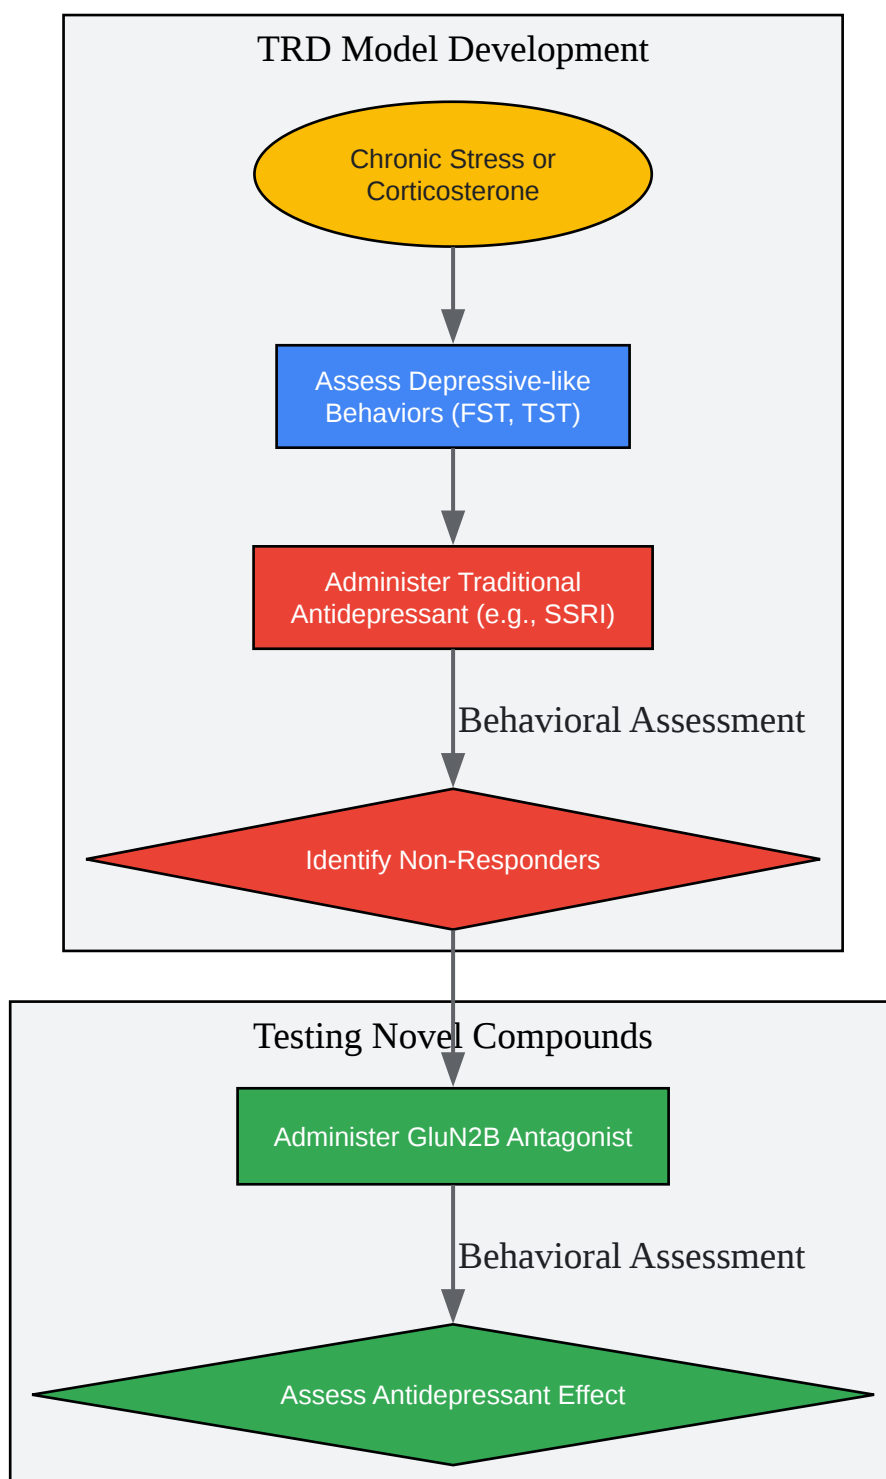 TRD Model Development
Chronic Stress or
Corticosterone
Assess Depressive-like
Behaviors (FST, TST)
Administer Traditional
Antidepressant (e.g., SSRI)
Behavioral Assessment
Identify Non-Responders
Testing Novel Compounds
Administer GluN2B Antagonist
Behavioral Assessment
Assess Antidepressant Effect